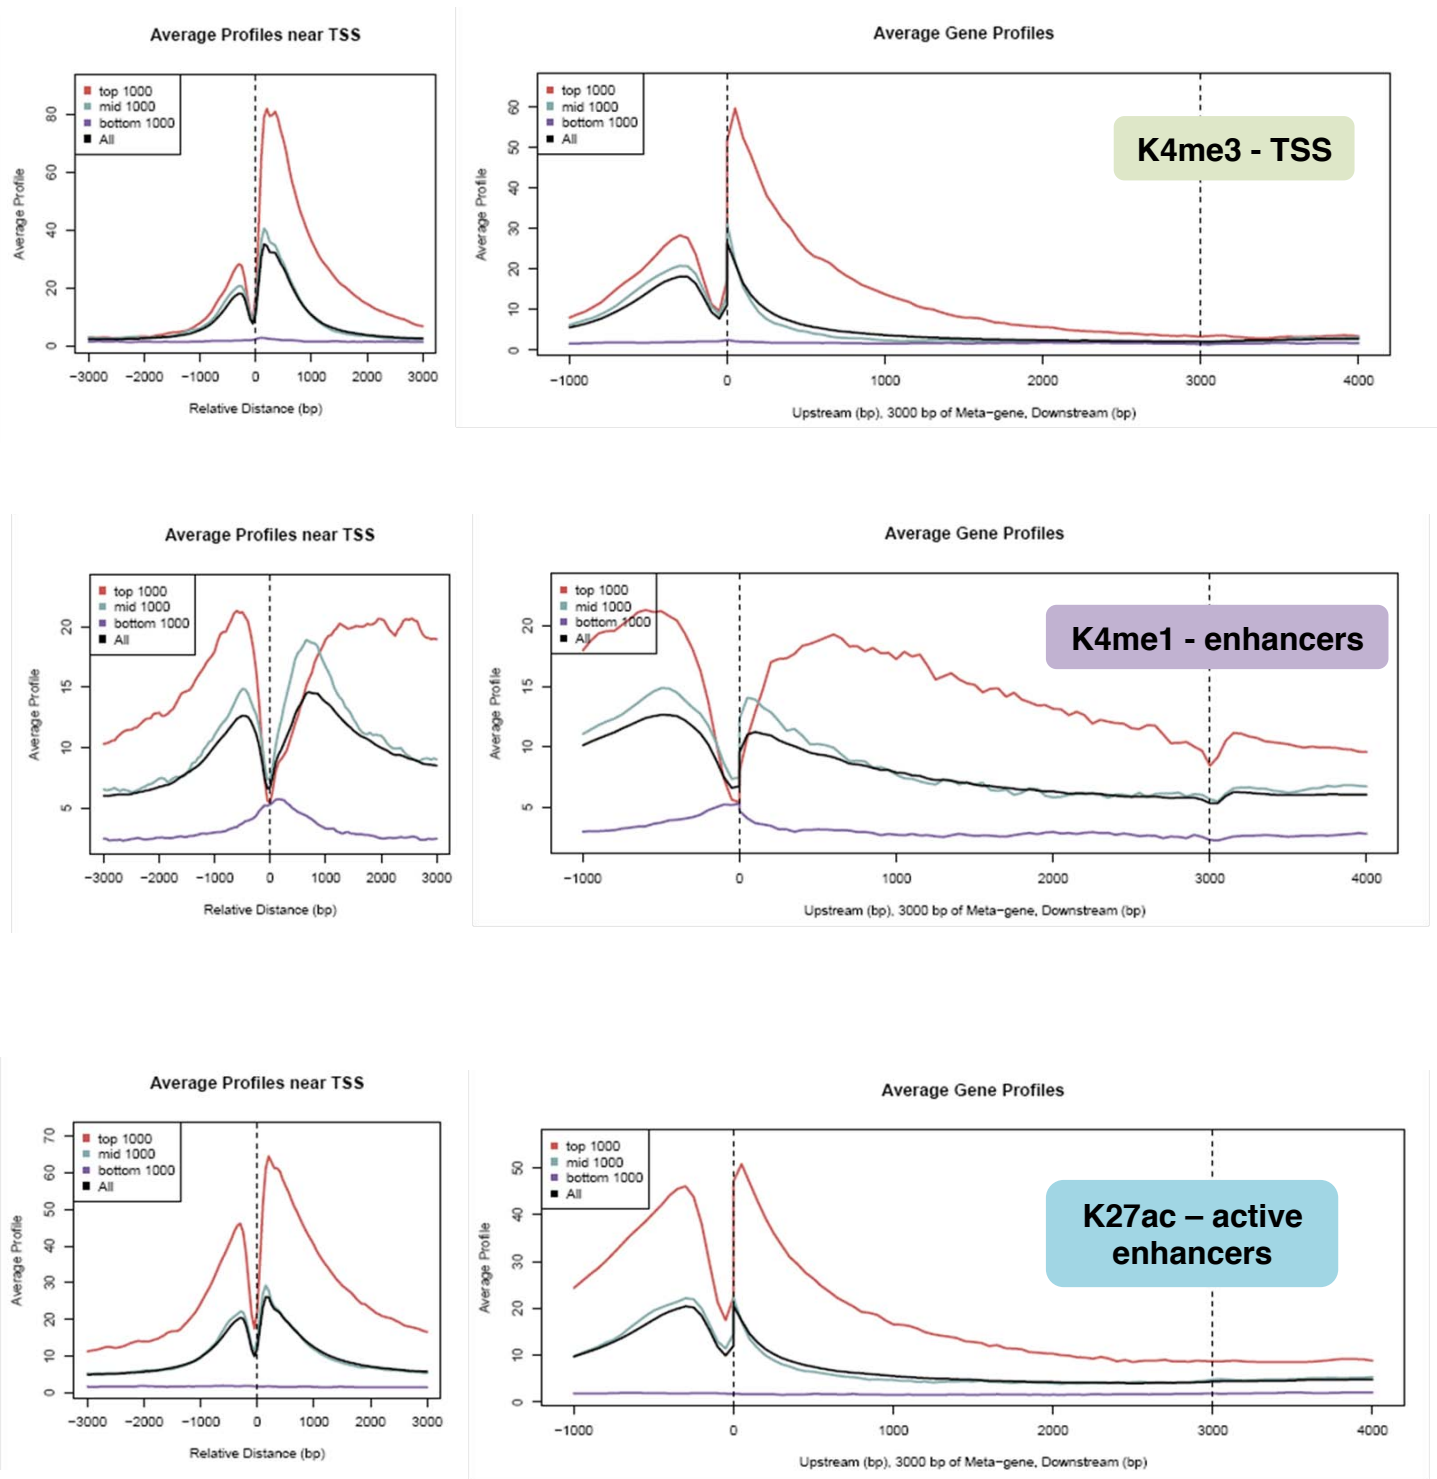 Average Profiles near TSS
top 1000
mid 1000
bottom 1000
All
Average Profile
0
20
40
60
80
−3000 −2000 −1000 0 1000 2000 3000
Relative Distance (bp)
Average Gene Profiles
top 1000
mid 1000
bottom 1000
All
K4me3 - TSS
Average Profile
0
10
20
30
40
50
60
−1000 0 1000 2000 3000 4000
Upstream (bp), 3000 bp of Meta−gene, Downstream (bp)
Average Profiles near TSS
top 1000
mid 1000
bottom 1000
All
Average Profile
5
10
15
20
−3000 −2000 −1000 0 1000 2000 3000
Relative Distance (bp)
Average Gene Profiles
top 1000
mid 1000
bottom 1000
All
K4me1 - enhancers
Average Profile
5
10
15
20
−1000 0 1000 2000 3000 4000
Upstream (bp), 3000 bp of Meta−gene, Downstream (bp)
Average Profiles near TSS
top 1000
mid 1000
bottom 1000
All
Average Profile
0
10
20
30
40
50
60
70
−3000 −2000 −1000 0 1000 2000 3000
Relative Distance (bp)
Average Gene Profiles
top 1000
mid 1000
bottom 1000
All
K27ac – active
enhancers
Average Profile
0
10
20
30
40
50
−1000 0 1000 2000 3000 4000
Upstream (bp), 3000 bp of Meta−gene, Downstream (bp)